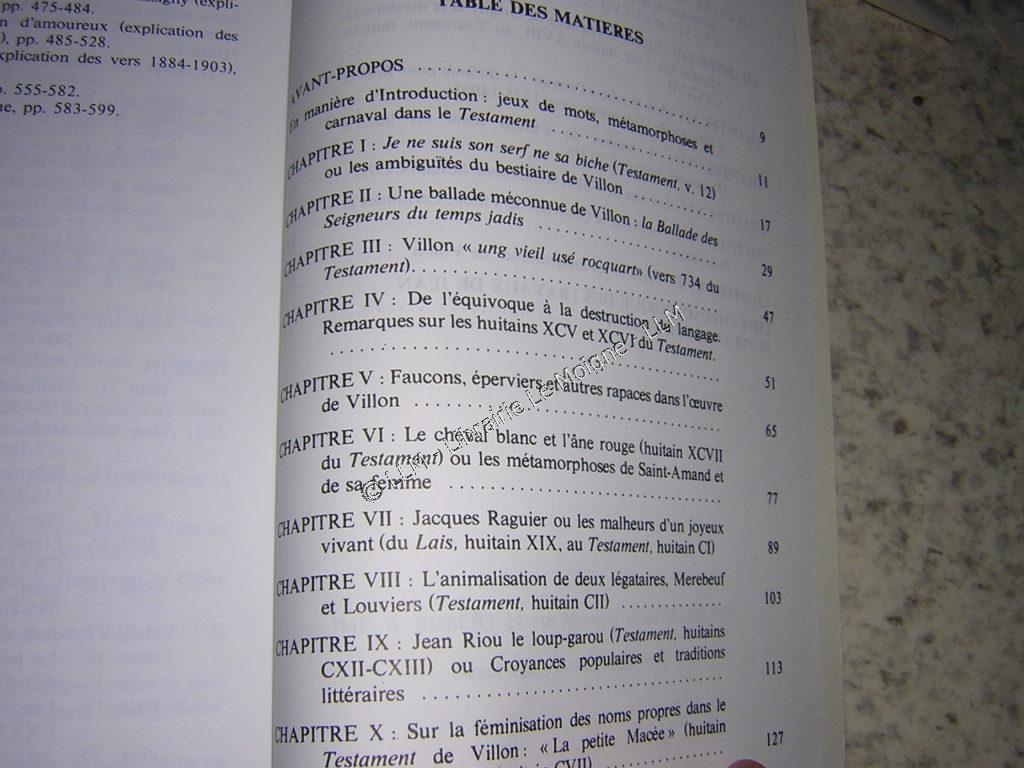 pp. 475-484.
n d'amoureux (explication des
), pp. 485-528.
xplication des vers 1884-1903),
p. 555-582.
ue, pp. 583-599.
TABLE DES MATIERES
AVANT-PROPOS
9
En manière d'Introduction : jeux de mots, métamorphoses et
carnaval dans le Testament
11
CHAPITRE I : Je ne suis son serf ne sa biche (Testament, v. 12)
ou les ambiguïtés du bestiaire de Villon
17
CHAPITRE II : Une ballade méconnue de Villon : la Ballade des
Seigneurs du temps jadis
29
CHAPITRE III : Villon « ung vieil usé rocquart» (vers 734 du
Testament)
47
CHAPITRE IV : De l'équivoque à la destruction du langage.
Remarques sur les huitains XCV et XCVI du Testament.
51
CHAPITRE V : Faucons, éperviers et autres rapaces dans l'œuvre
de Villon
65
CHAPITRE VI : Le cheval blanc et l'âne rouge (huitain XCVII
du Testament) ou les métamorphoses de Saint-Amand et
de sa femme
77
CHAPITRE VII : Jacques Raguier ou les malheurs d'un joyeux
vivant (du Lais, huitain XIX, au Testament, huitain CI)
89
CHAPITRE VIII : L'animalisation de deux légataires, Merebeuf
et Louviers (Testament, huitain CII)
103
CHAPITRE IX : Jean Riou le loup-garou (Testament, huitains
CXII-CXIII) ou Croyances populaires et traditions
littéraires
113
CHAPITRE X : Sur la féminisation des noms propres dans le
Testament de Villon : « La petite Macée » (huitain
127
© LLM - Librairie Le Moigne - LLM